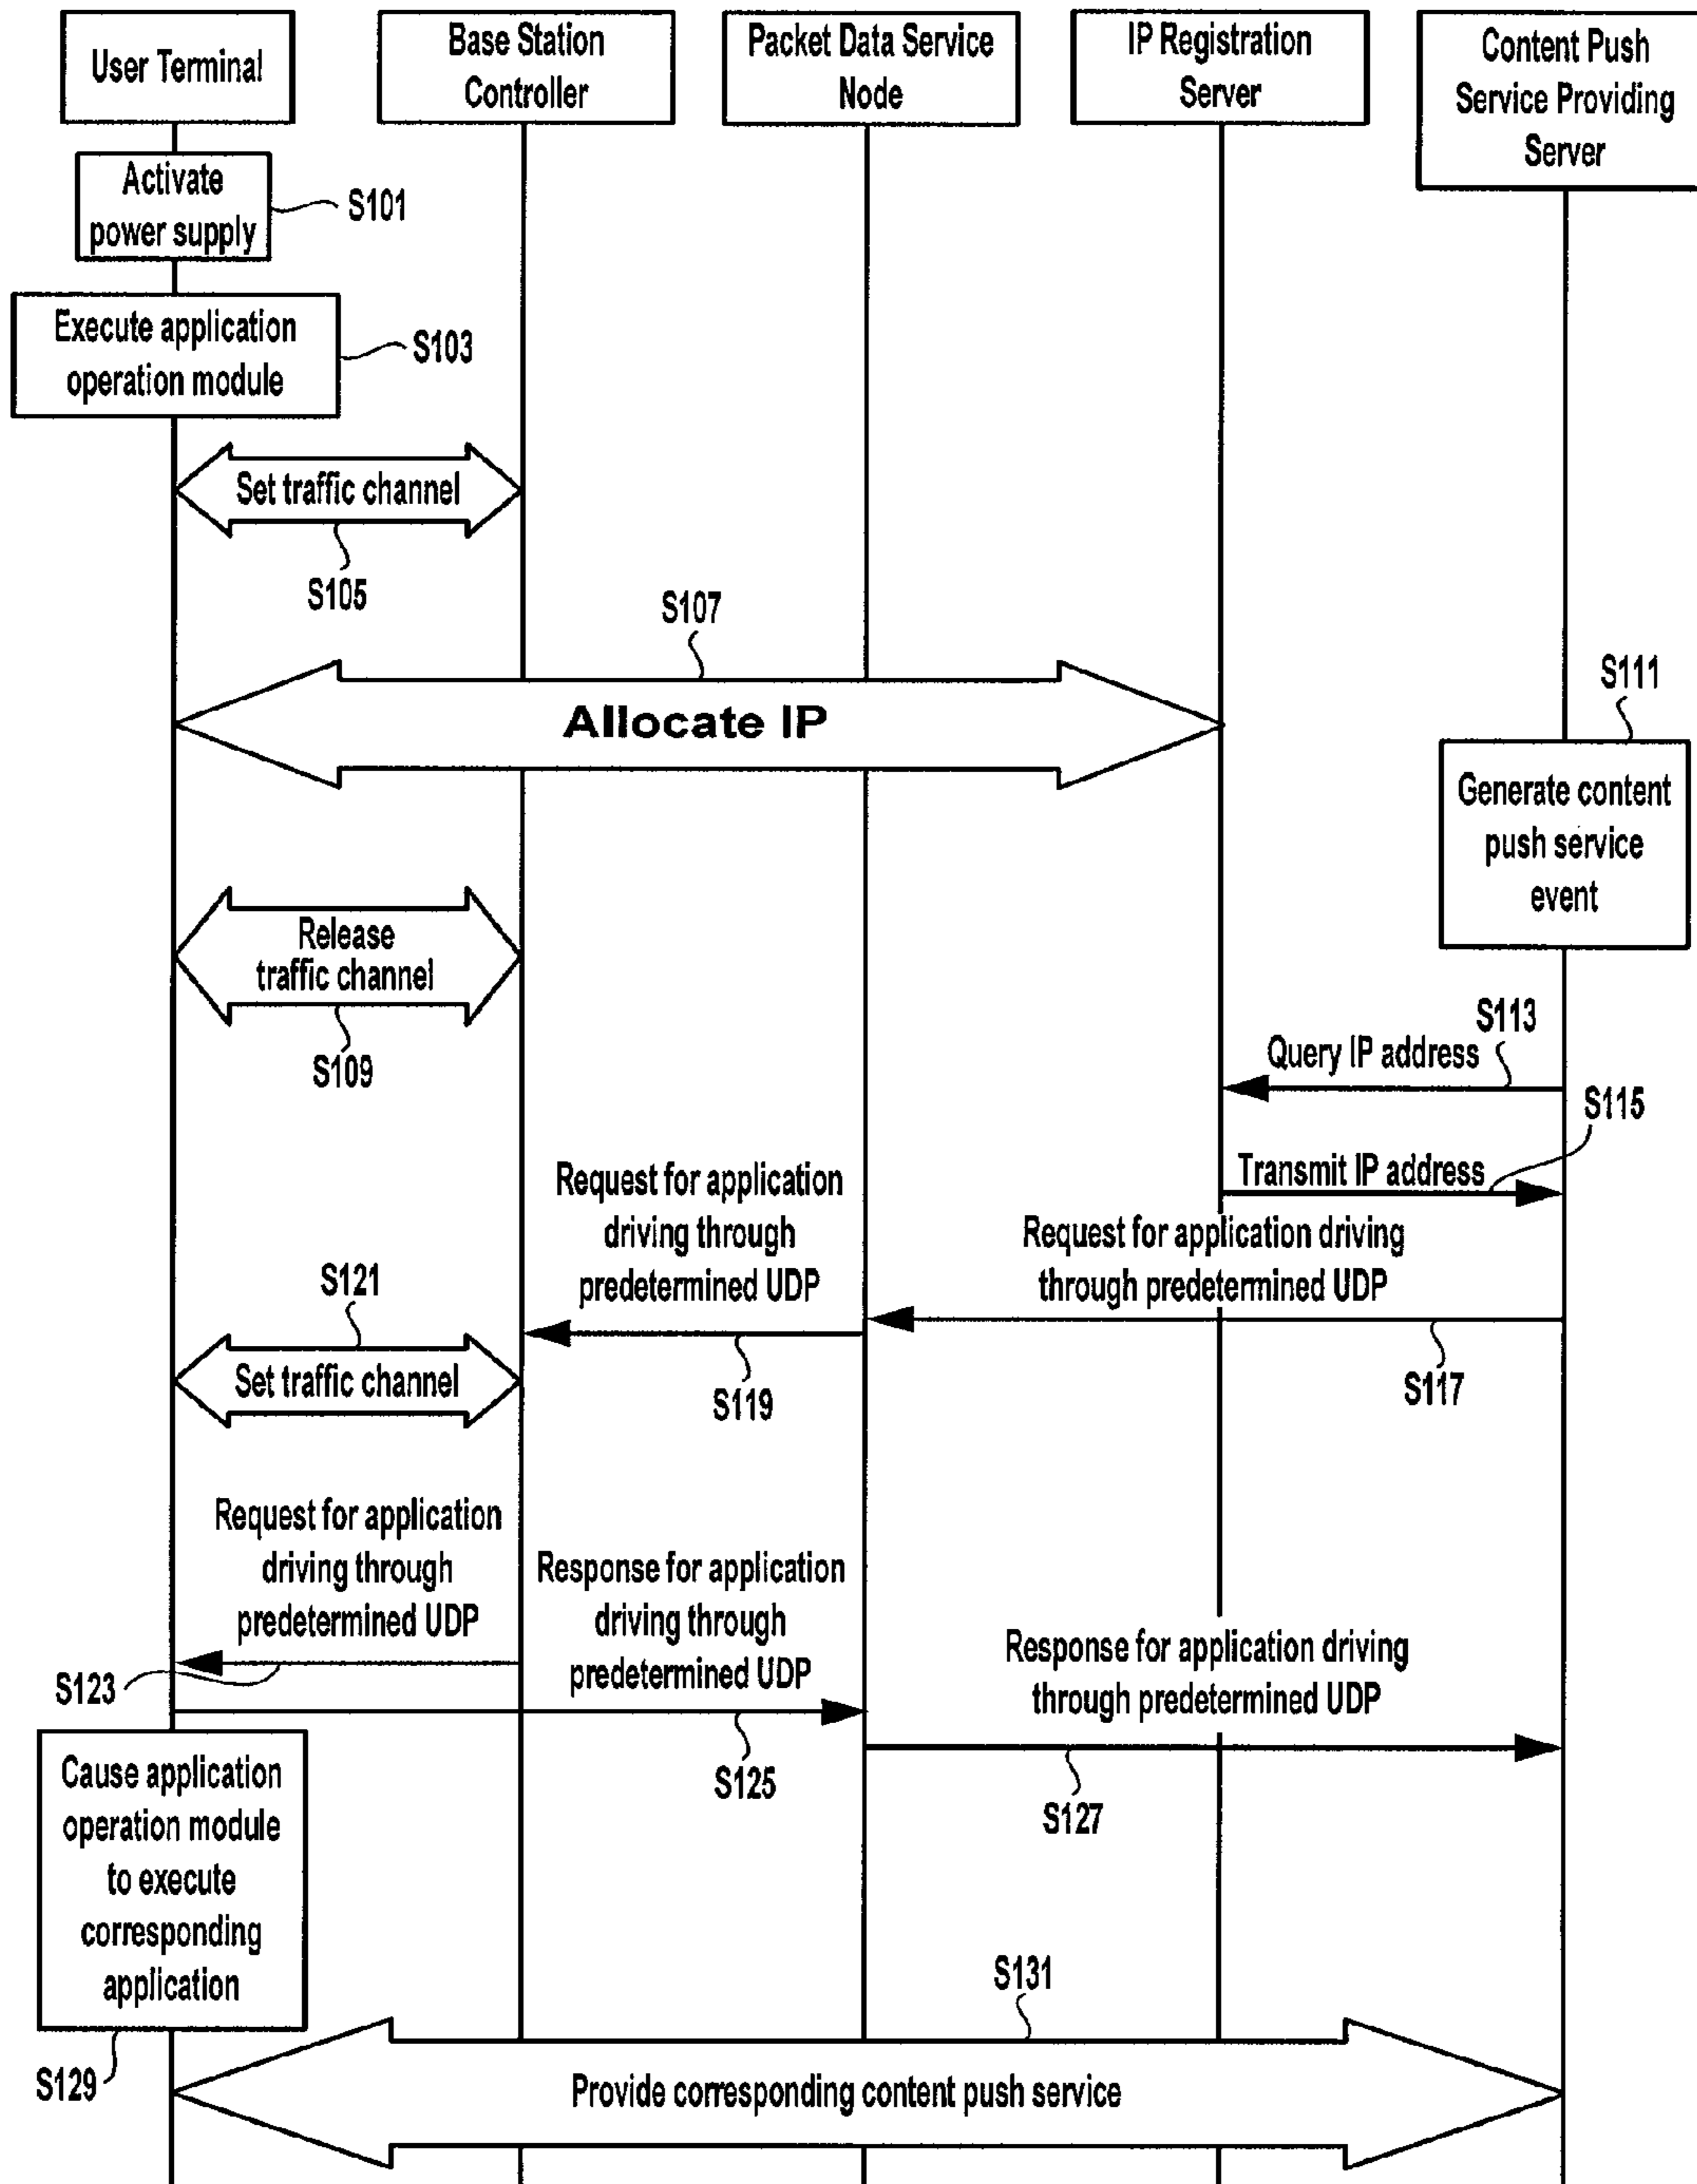 User Terminal
Base Station
Controller
Packet Data Service
Node
IP Registration
Server
Content Push
Service Providing
Server
Activate
power supply
S101
Execute application
operation module
S103
Set traffic channel
S105
S107
Allocate IP
S111
Generate content
push service
event
Release
traffic channel
S109
S113
Query IP address
S115
Transmit IP address
Request for application
driving through
predetermined UDP
Request for application driving
through predetermined UDP
S121
Set traffic channel
S119
S117
Request for application
driving through
predetermined UDP
Response for application
driving through
predetermined UDP
Response for application driving
through predetermined UDP
S123
S125
S127
Cause application
operation module
to execute
corresponding
application
S129
S131
Provide corresponding content push service